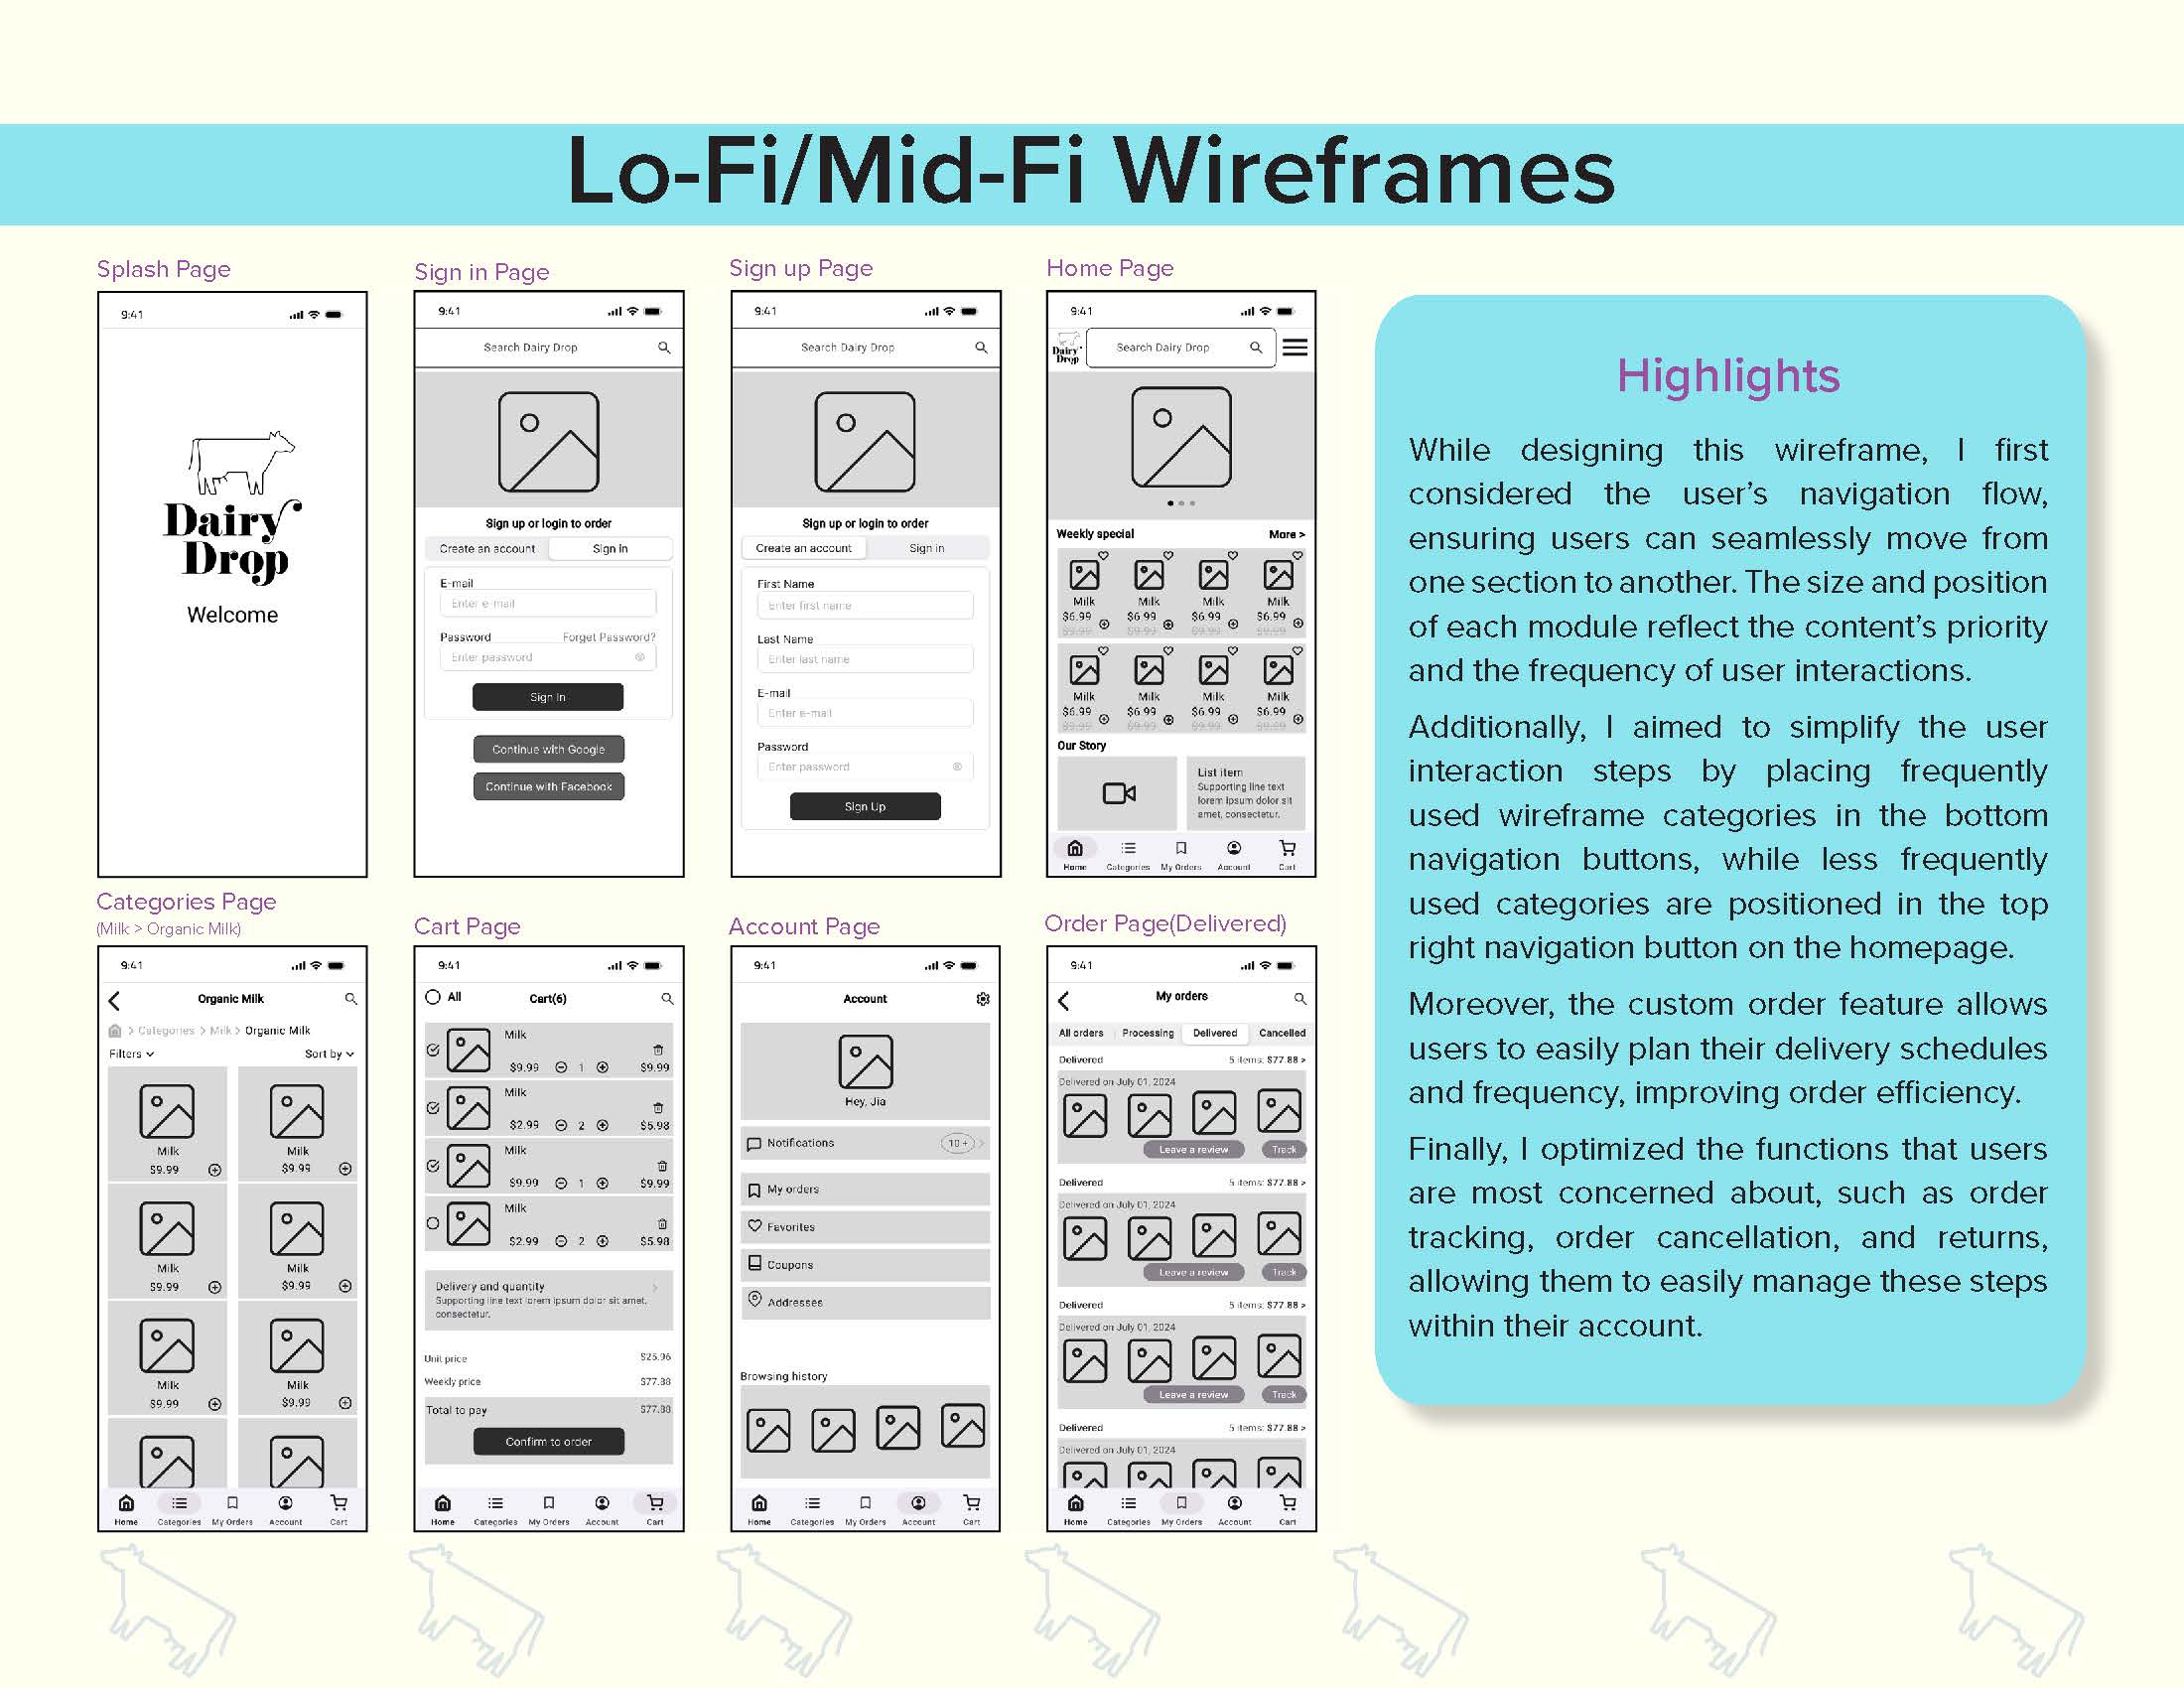 Lo-Fi/Mid-Fi Wireframes
Splash Page
9:41
Dairy
Drop
Welcome
Sign in Page
9:41
Search Dairy Drop
Sign up or login to order
Create an account Sign in
E-mail
Enter e-mail
Password Forget Password?
Enter password
Sign In
Continue with Google
Continue with Facebook
Sign up Page
9:41
Search Dairy Drop
Sign up or login to order
Create an account Sign in
First Name
Enter first name
Last Name
Enter last name
E-mail
Enter e-mail
Password
Enter password
Sign Up
Home Page
9:41
Dairy
Drop
Search Dairy Drop
Weekly special More >
Milk Milk Milk Milk
$6.99 $6.99 $6.99 $6.99
$9.99 $9.99 $9.99 $9.99
Milk Milk Milk Milk
$6.99 $6.99 $6.99 $6.99
$9.99 $9.99 $9.99 $9.99
Our Story
List item
Supporting line text
lorem ipsum dolor sit
amet, consectetur.
Home Categories My Orders Account Cart
Categories Page
(Milk > Organic Milk)
9:41
Organic Milk
> Categories > Milk > Organic Milk
Filters Sort by
Milk Milk
$9.99 $9.99
Milk Milk
$9.99 $9.99
Milk Milk
$9.99 $9.99
Home Categories My Orders Account Cart
Cart Page
9:41
All Cart(6)
Milk
$9.99 1 $9.99
Milk
$2.99 2 $5.98
Milk
$9.99 1 $9.99
Milk
$2.99 2 $5.98
Delivery and quantity
Supporting line text lorem ipsum dolor sit amet,
consectetur.
Unit price $25.96
Weekly price $77.88
Total to pay $77.88
Confirm to order
Home Categories My Orders Account Cart
Account Page
9:41
Account
Hey, Jia
Notifications 10+ >
My orders
Favorites
Coupons
Addresses
Browsing history
Home Categories My Orders Account Cart
Order Page(Delivered)
9:41
My orders
All orders Processing Delivered Cancelled
Delivered 5 items: $77.88 >
Delivered on July 01, 2024
Leave a review Track
Delivered 5 items: $77.88 >
Delivered on July 01, 2024
Leave a review Track
Delivered 5 items: $77.88 >
Delivered on July 01, 2024
Leave a review Track
Delivered 5 items: $77.88 >
Delivered on July 01, 2024
Home Categories My Orders Account Cart
Highlights
While designing this wireframe, I first
considered the user's navigation flow,
ensuring users can seamlessly move from
one section to another. The size and position
of each module reflect the content's priority
and the frequency of user interactions.
Additionally, I aimed to simplify the user
interaction steps by placing frequently
used wireframe categories in the bottom
navigation buttons, while less frequently
used categories are positioned in the top
right navigation button on the homepage.
Moreover, the custom order feature allows
users to easily plan their delivery schedules
and frequency, improving order efficiency.
Finally, I optimized the functions that users
are most concerned about, such as order
tracking, order cancellation, and returns,
allowing them to easily manage these steps
within their account.